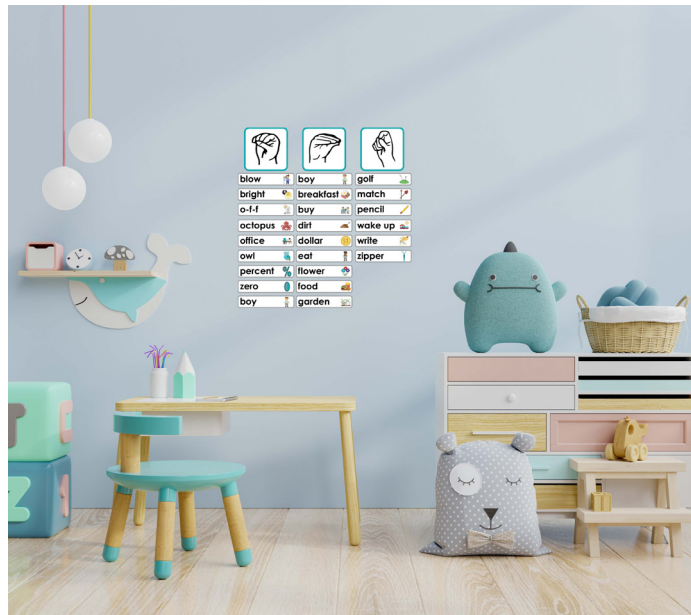 blow
bright
o-f-f
octopus
office
owl
percent
zero
boy
boy
breakfast
buy
dirt
dollar
eat
flower
food
garden
golf
match
pencil
wake up
write
zipper